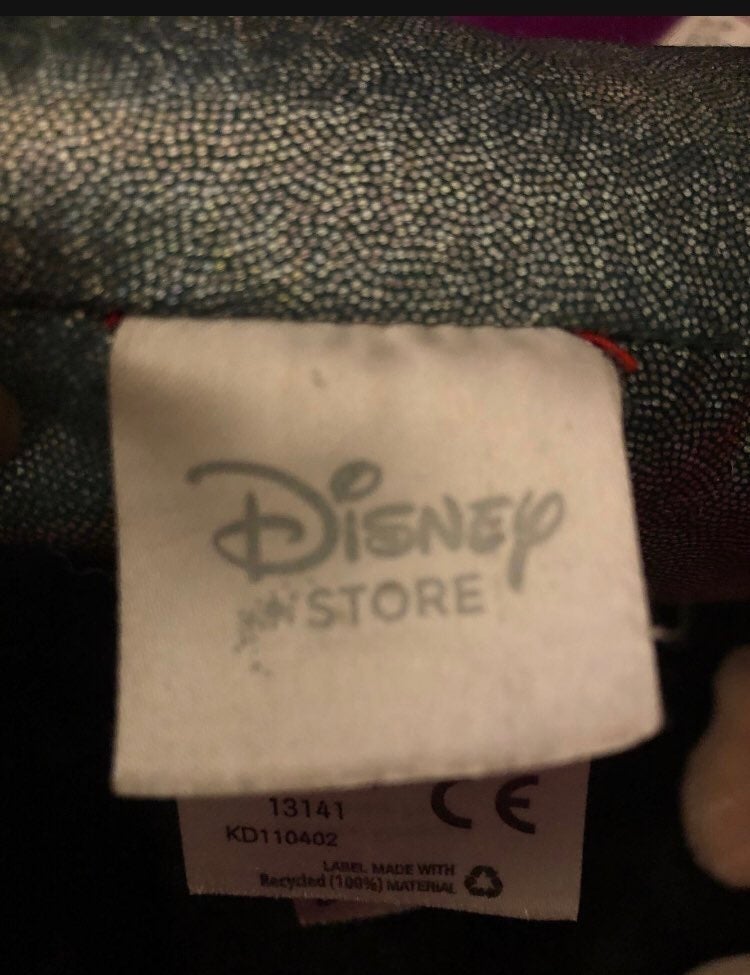 Disney
STORE
13141
KD110402
CE
LABEL MADE WITH
Recycled (100%) MATERIAL